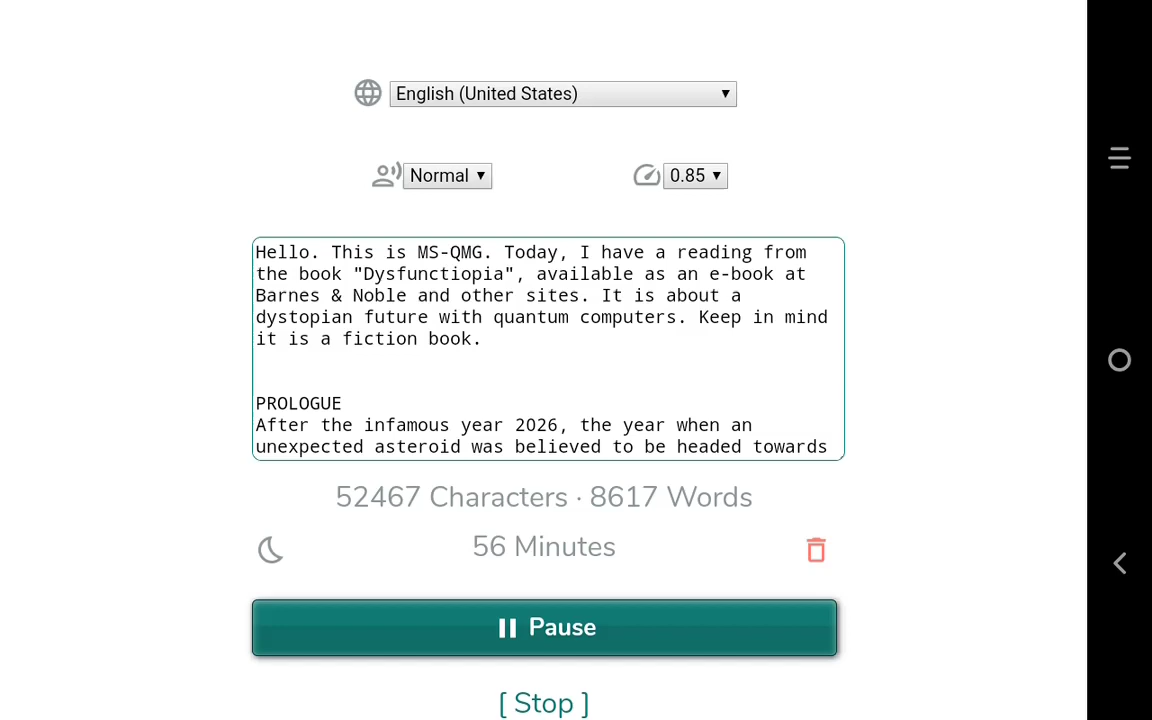 English (United States)
Normal
0.85
Hello. This is MS-QMG. Today, I have a reading from
the book "Dysfunctiopia", available as an e-book at
Barnes & Noble and other sites. It is about a
dystopian future with quantum computers. Keep in mind
it is a fiction book.
PROLOGUE
After the infamous year 2026, the year when an
unexpected asteroid was believed to be headed towards
52467 Characters · 8617 Words
56 Minutes
Pause
[ Stop ]